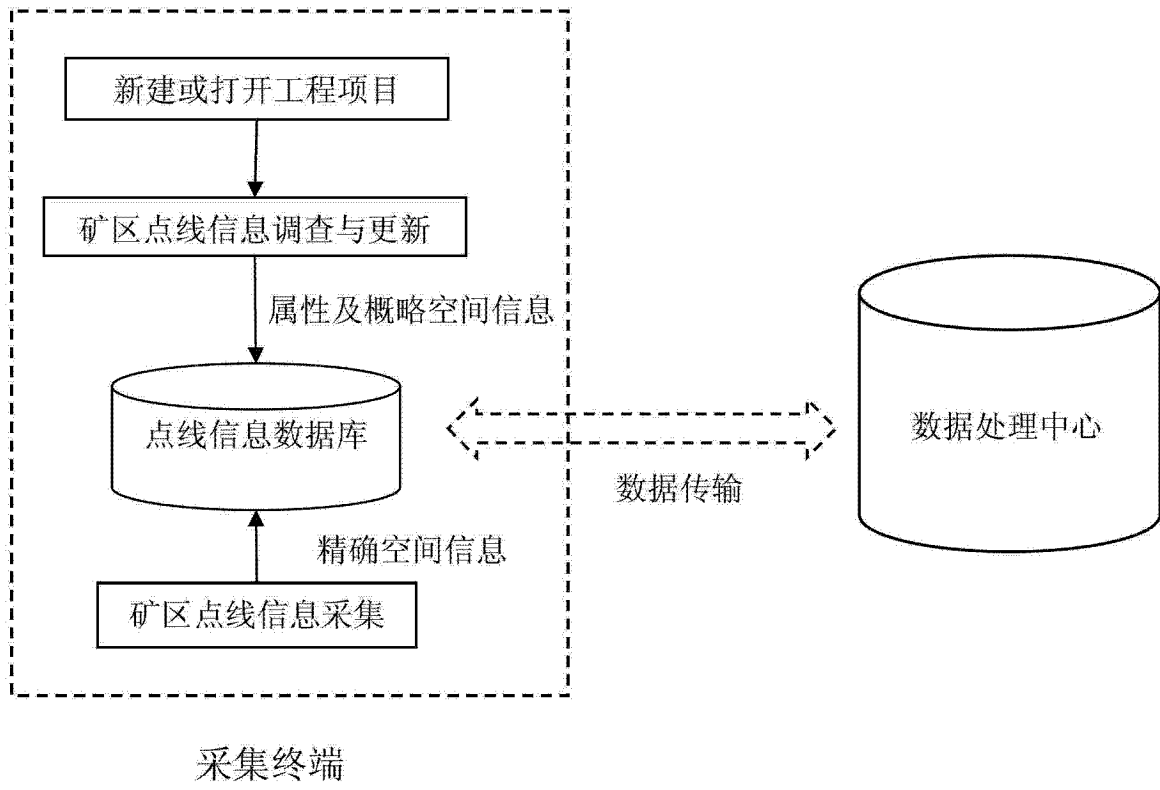 新建或打开工程项目
矿区点线信息调查与更新
属性及概略空间信息
点线信息数据库
数据处理中心
数据传输
精确空间信息
矿区点线信息采集
采集终端